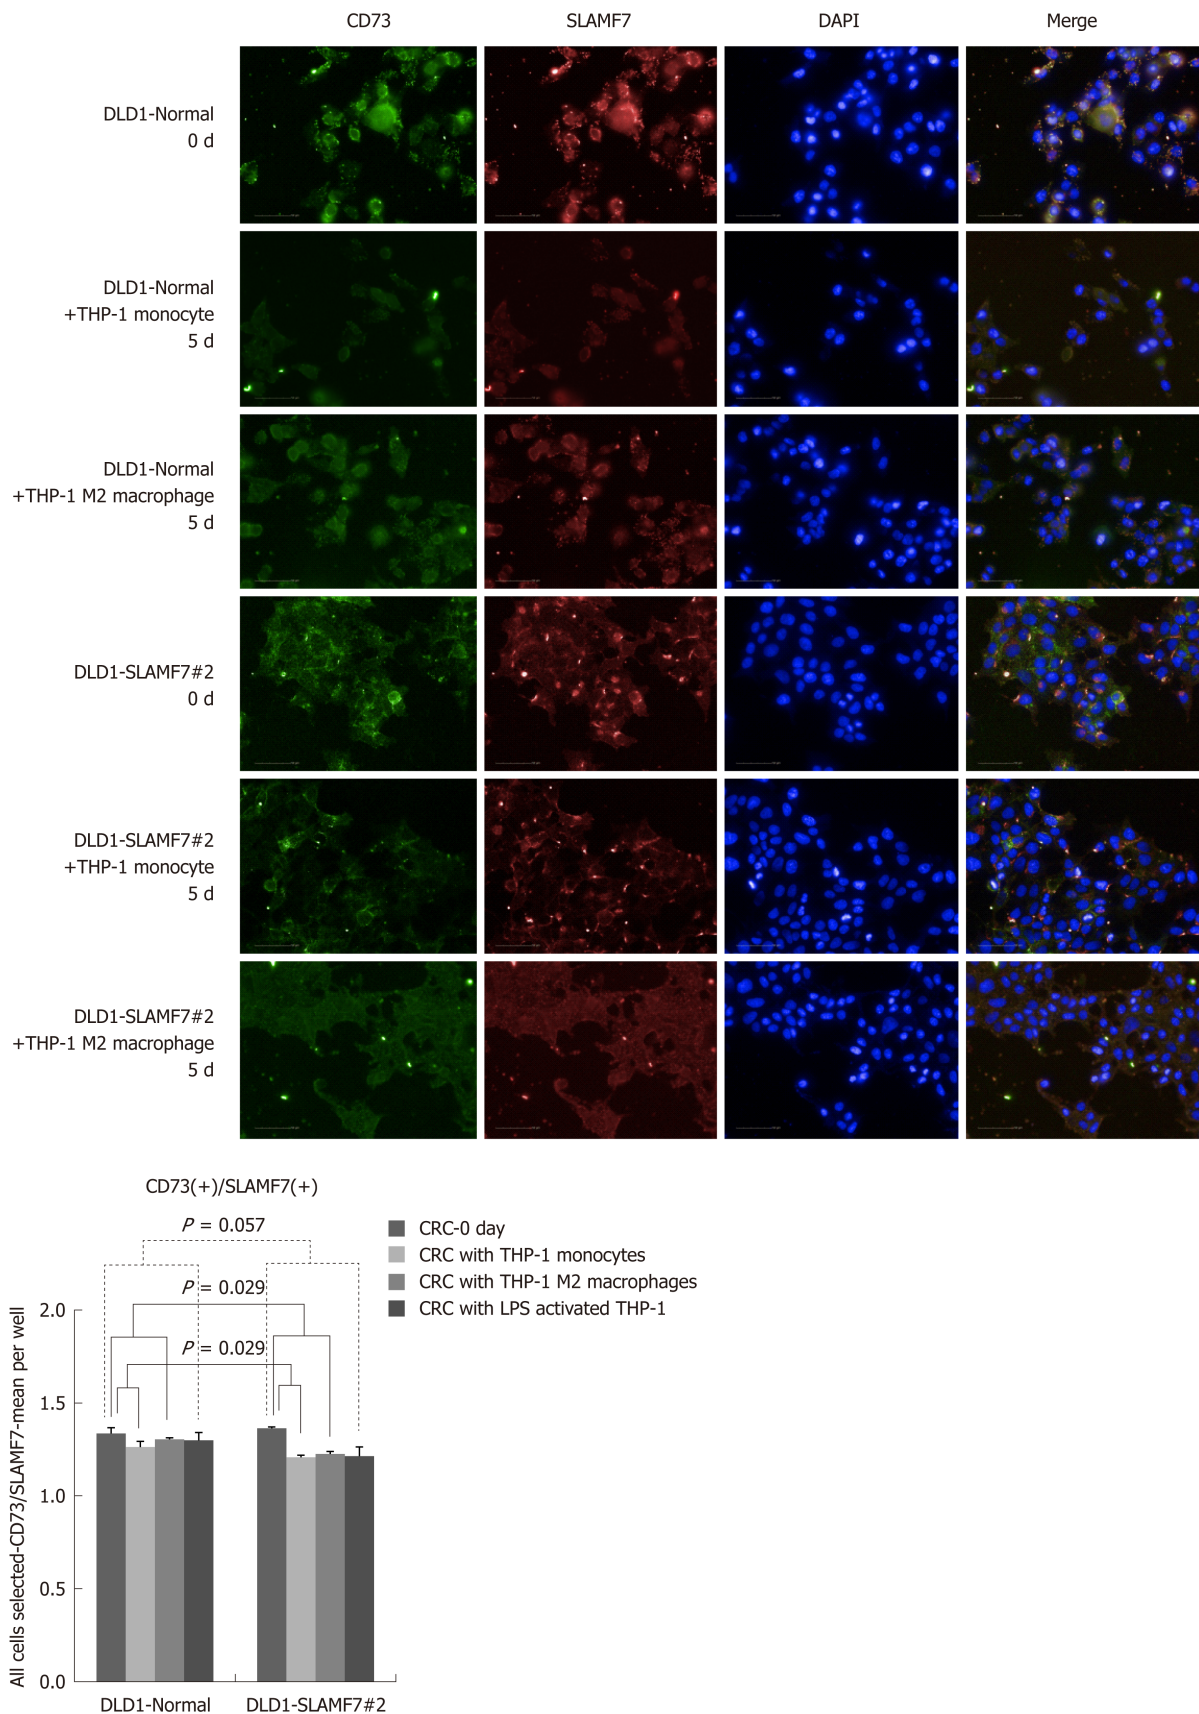 CD73 SLAMF7 DAPI Merge
DLD1-Normal
0 d
DLD1-Normal
+THP-1 monocyte
5 d
DLD1-Normal
+THP-1 M2 macrophage
5 d
DLD1-SLAMF7#2
0 d
DLD1-SLAMF7#2
+THP-1 monocyte
5 d
DLD1-SLAMF7#2
+THP-1 M2 macrophage
5 d
CD73(+)/SLAMF7(+)
P = 0.057
P = 0.029
P = 0.029
CRC-0 day
CRC with THP-1 monocytes
CRC with THP-1 M2 macrophages
CRC with LPS activated THP-1
All cells selected-CD73/SLAMF7-mean per well
2.0
1.5
1.0
0.5
0.0
DLD1-Normal DLD1-SLAMF7#2